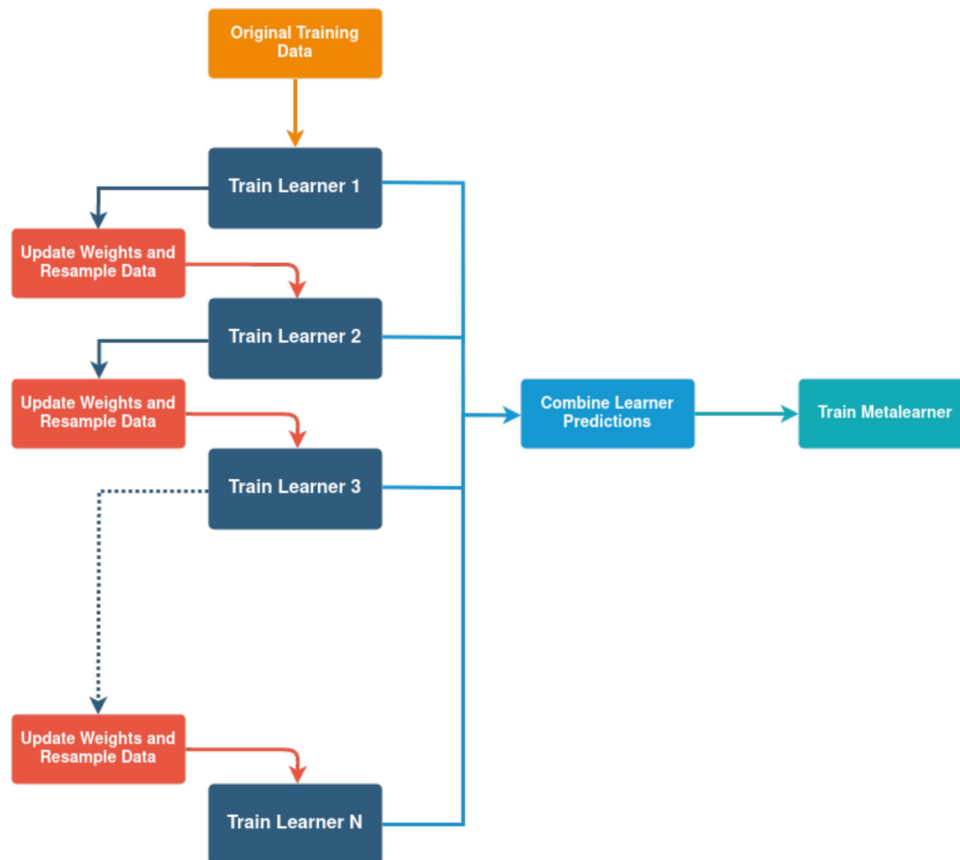 Original Training
Data
Train Learner 1
Update Weights and
Resample Data
Train Learner 2
Update Weights and
Resample Data
Combine Learner
Predictions
Train Metalearner
Train Learner 3
Update Weights and
Resample Data
Train Learner N